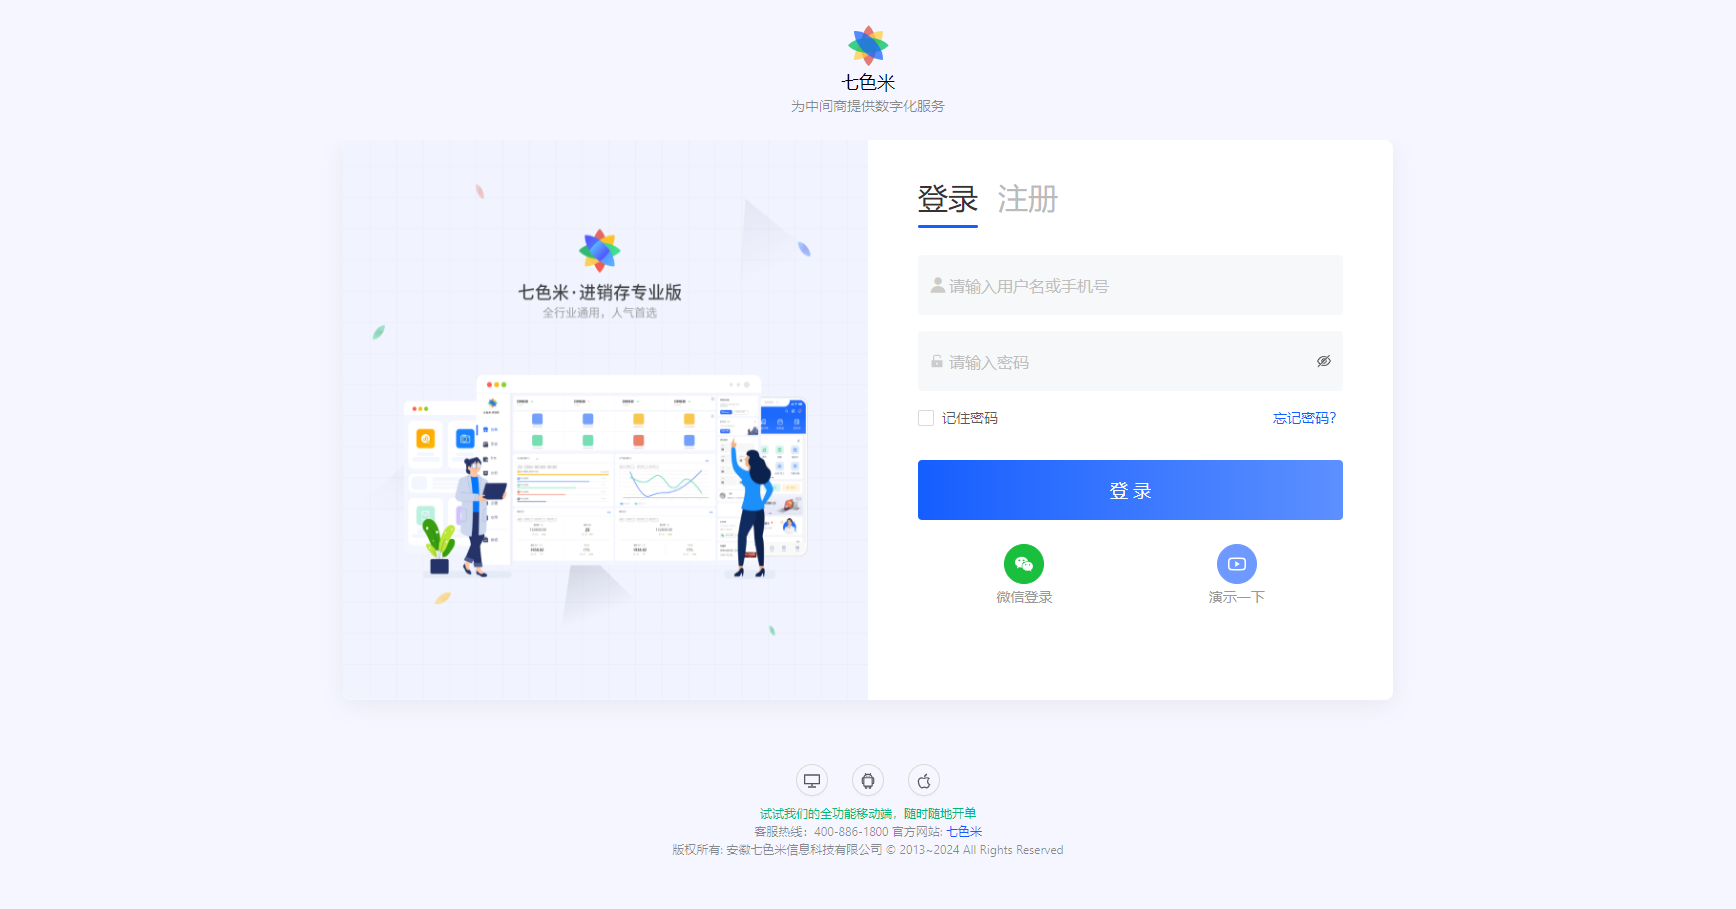 七色米
为中间商提供数字化服务
七色米·进销存专业版
全行业通用，人气首选
登录 注册
请输入用户名或手机号
请输入密码
记住密码 忘记密码?
登 录
微信登录 演示一下
试试我们的全功能移动端，随时随地开单
客服热线：400-886-1800 官方网站: 七色米
版权所有: 安徽七色米信息科技有限公司 © 2013~2024 All Rights Reserved